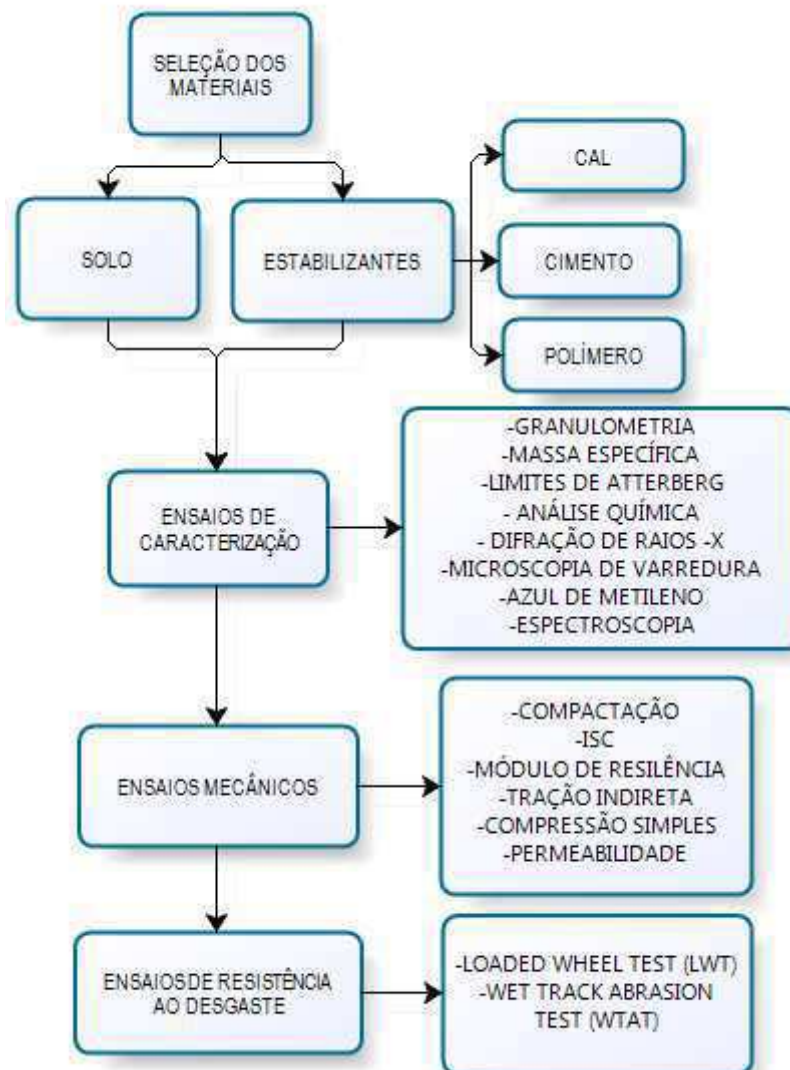 SELEÇÃO DOS
MATERIAIS
SOLO
ESTABILIZANTES
CAL
CIMENTO
POLÍMERO
ENSAIOS DE
CARACTERIZAÇÃO
-GRANULOMETRIA
-MASSA ESPECÍFICA
-LIMITES DE ATTERBERG
- ANÁLISE QUÍMICA
- DIFRAÇÃO DE RAIOS -X
-MICROSCOPIA DE VARREDURA
-AZUL DE METILENO
-ESPECTROSCOPIA
ENSAIOS MECÂNICOS
-COMPACTAÇÃO
-ISC
-MÓDULO DE RESILÊNCIA
-TRAÇÃO INDIRETA
-COMPRESSÃO SIMPLES
-PERMEABILIDADE
ENSAIOS DE RESISTÊNCIA
AO DESGASTE
-LOADED WHEEL TEST (LWT)
-WET TRACK ABRASION
TEST (WTAT)